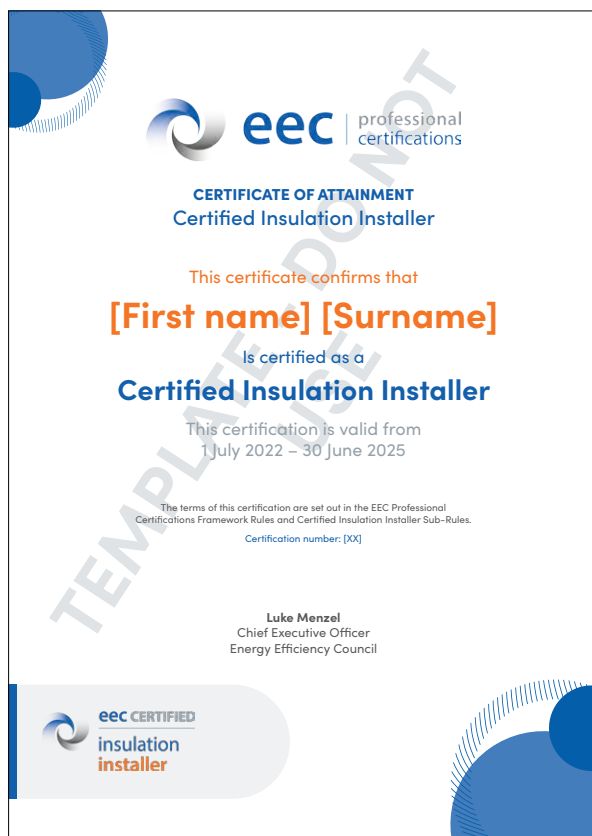 eec
professional
certifications
CERTIFICATE OF ATTAINMENT
Certified Insulation Installer
This certificate confirms that
[First name] [Surname]
Is certified as a
Certified Insulation Installer
This certification is valid from
1 July 2022 – 30 June 2025
The terms of this certification are set out in the EEC Professional
Certifications Framework Rules and Certified Insulation Installer Sub-Rules.
Certification number: [XX]
Luke Menzel
Chief Executive Officer
Energy Efficiency Council
eec CERTIFIED
insulation
installer
TEMPLATE – DO NOT
USE